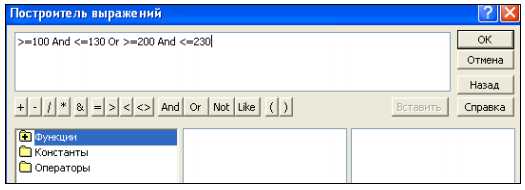 Построитель выражений
>=100 And <=130 Or >=200 And <=230
OK
Отмена
Назад
+ - / * & = > < <> And Or Not Like ( ) Вставить Справка
Функции
Константы
Операторы